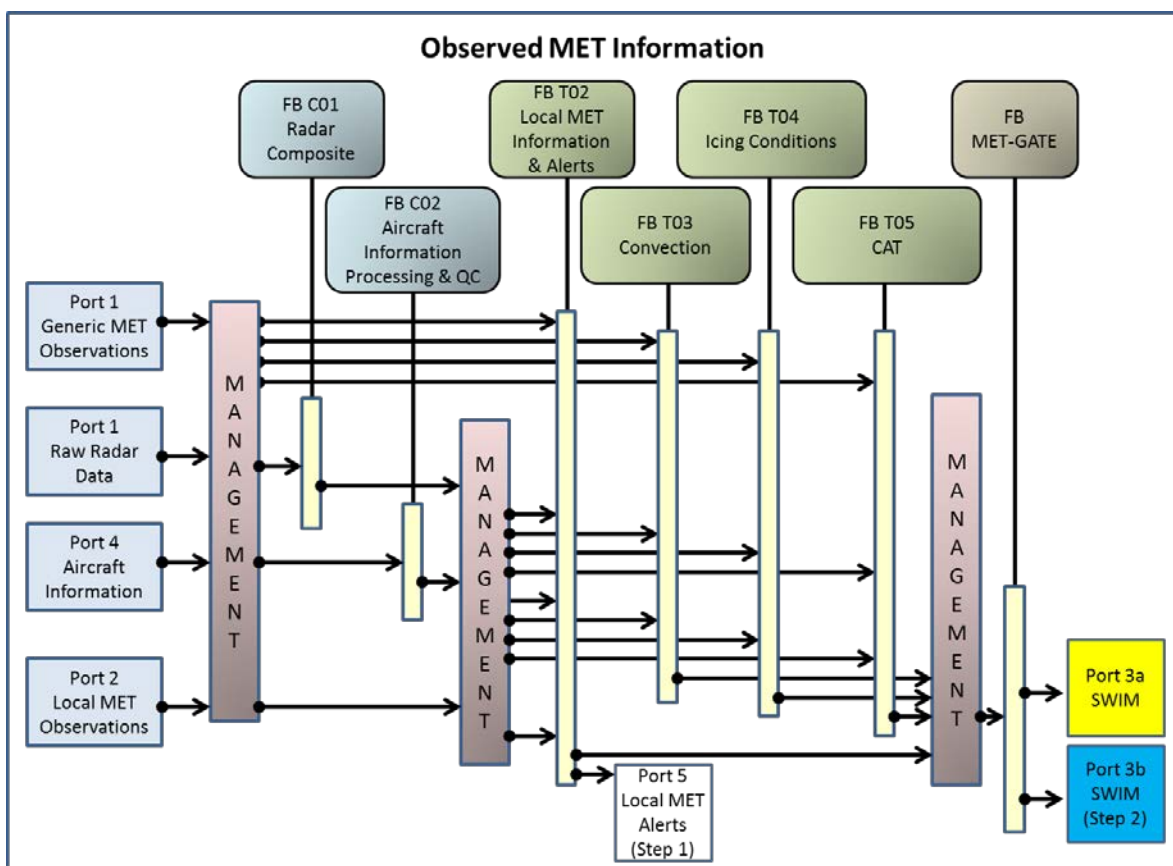 Observed MET Information
FB C01
Radar
Composite
FB T02
Local MET
Information
& Alerts
FB T04
Icing Conditions
FB
MET-GATE
FB C02
Aircraft
Information
Processing & QC
FB T03
Convection
FB T05
CAT
Port 1
Generic MET
Observations
Port 1
Raw Radar
Data
Port 4
Aircraft
Information
Port 2
Local MET
Observations
MANAGEMENT
MANAGEMENT
MANAGEMENT
Port 3a
SWIM
Port 3b
SWIM
(Step 2)
Port 5
Local MET
Alerts
(Step 1)